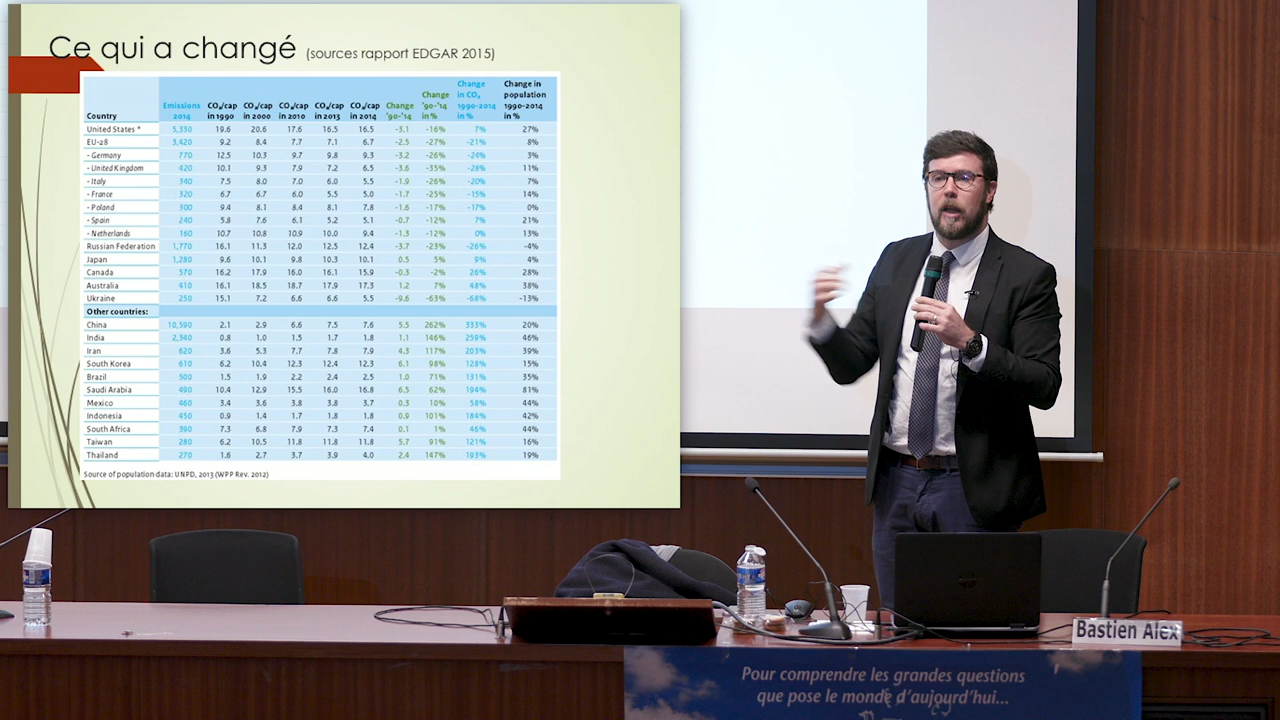 Ce qui a changé (sources rapport EDGAR 2015)
Country Emissions 2014 CO₂/cap in 1990 CO₂/cap in 2000 CO₂/cap in 2010 CO₂/cap in 2013 CO₂/cap in 2014 Change '90-'14 Change '90-'14 in % Change in CO₂ 1990-2014 in % Change in population 1990-2014 in %
United States * 5,330 19.6 20.6 17.6 16.5 16.5 -3.1 -16% 7% 27%
EU-28 3,420 9.2 8.4 7.7 7.1 6.7 -2.5 -27% -21% 8%
- Germany 770 12.5 10.3 9.7 9.8 9.3 -3.2 -26% -24% 3%
- United Kingdom 420 10.1 9.3 7.9 7.2 6.5 -3.6 -35% -28% 11%
- Italy 340 7.5 8.0 7.0 6.0 5.5 -1.9 -26% -20% 7%
- France 320 6.7 6.7 6.0 5.5 5.0 -1.7 -25% -15% 14%
- Poland 300 9.4 8.1 8.4 8.1 7.8 -1.6 -17% -17% 0%
- Spain 240 5.8 7.6 6.1 5.2 5.1 -0.7 -12% 7% 21%
- Netherlands 160 10.7 10.8 10.9 10.0 9.4 -1.3 -12% 0% 13%
Russian Federation 1,770 16.1 11.3 12.0 12.5 12.4 -3.7 -23% -26% -4%
Japan 1,280 9.6 10.1 9.8 10.3 10.1 0.5 5% 9% 4%
Canada 570 16.2 17.9 16.0 16.1 15.9 -0.3 -2% 26% 28%
Australia 410 16.1 18.5 18.7 17.9 17.3 1.2 7% 48% 38%
Ukraine 250 15.1 7.2 6.6 6.6 5.5 -9.6 -63% -68% -13%
Other countries:
China 10,590 2.1 2.9 6.6 7.5 7.6 5.5 262% 333% 20%
India 2,340 0.8 1.0 1.5 1.7 1.8 1.1 146% 259% 46%
Iran 620 3.6 5.3 7.7 7.8 7.9 4.3 117% 203% 39%
South Korea 610 6.2 10.4 12.3 12.4 12.3 6.1 98% 128% 15%
Brazil 500 1.5 1.9 2.2 2.4 2.5 1.0 71% 131% 35%
Saudi Arabia 490 10.4 12.9 15.5 16.0 16.8 6.5 62% 194% 81%
Mexico 460 3.4 3.6 3.8 3.8 3.7 0.3 10% 58% 44%
Indonesia 450 0.9 1.4 1.7 1.8 1.8 0.9 101% 184% 42%
South Africa 390 7.3 6.8 7.9 7.3 7.4 0.1 1% 46% 44%
Taiwan 280 6.2 10.5 11.8 11.8 11.8 5.7 91% 121% 16%
Thailand 270 1.6 2.7 3.7 3.9 4.0 2.4 147% 193% 19%
Source of population data: UNPD, 2013 (WPP Rev. 2012)
Bastien Alex
Pour comprendre les grandes questions
que pose le monde d'aujourd'hui...